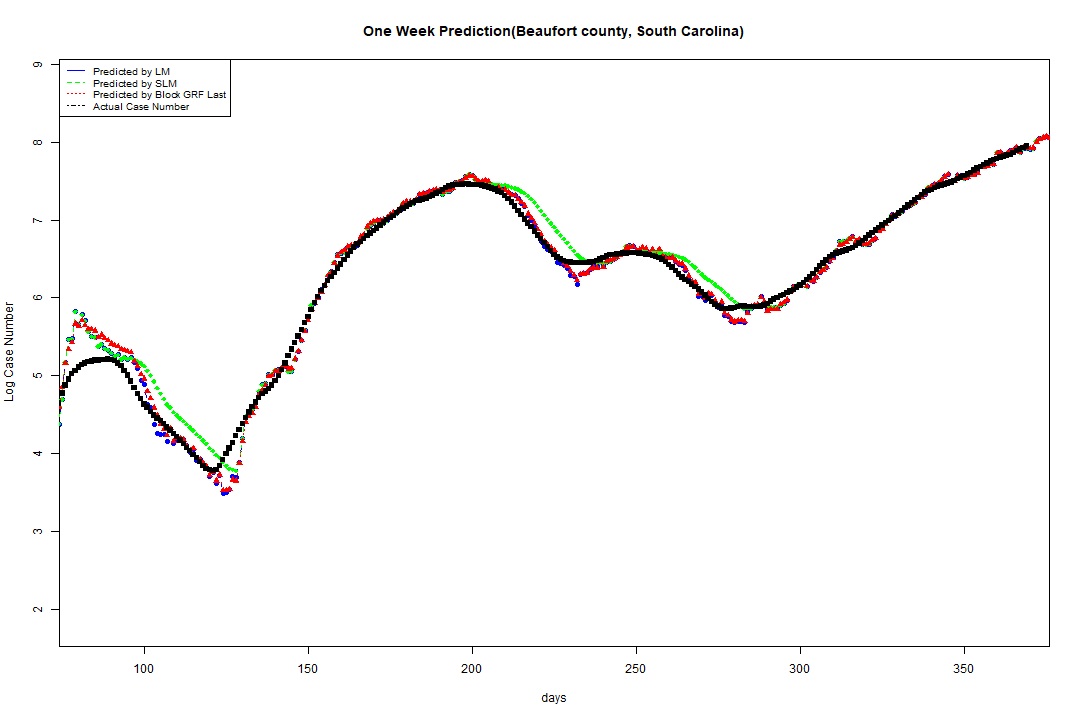 One Week Prediction(Beaufort county, South Carolina)
Predicted by LM
Predicted by SLM
Predicted by Block GRF Last
Actual Case Number
9
8
7
6
5
4
3
2
Log Case Number
100 150 200 250 300 350
days